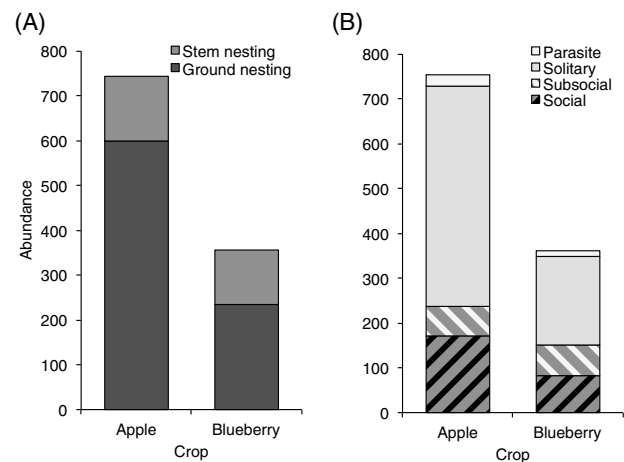 (A)
Stem nesting
Ground nesting
800
700
600
500
400
300
200
100
0
Abundance
Apple
Blueberry
Crop
(B)
Parasite
Solitary
Subsocial
Social
800
700
600
500
400
300
200
100
0
Apple
Blueberry
Crop